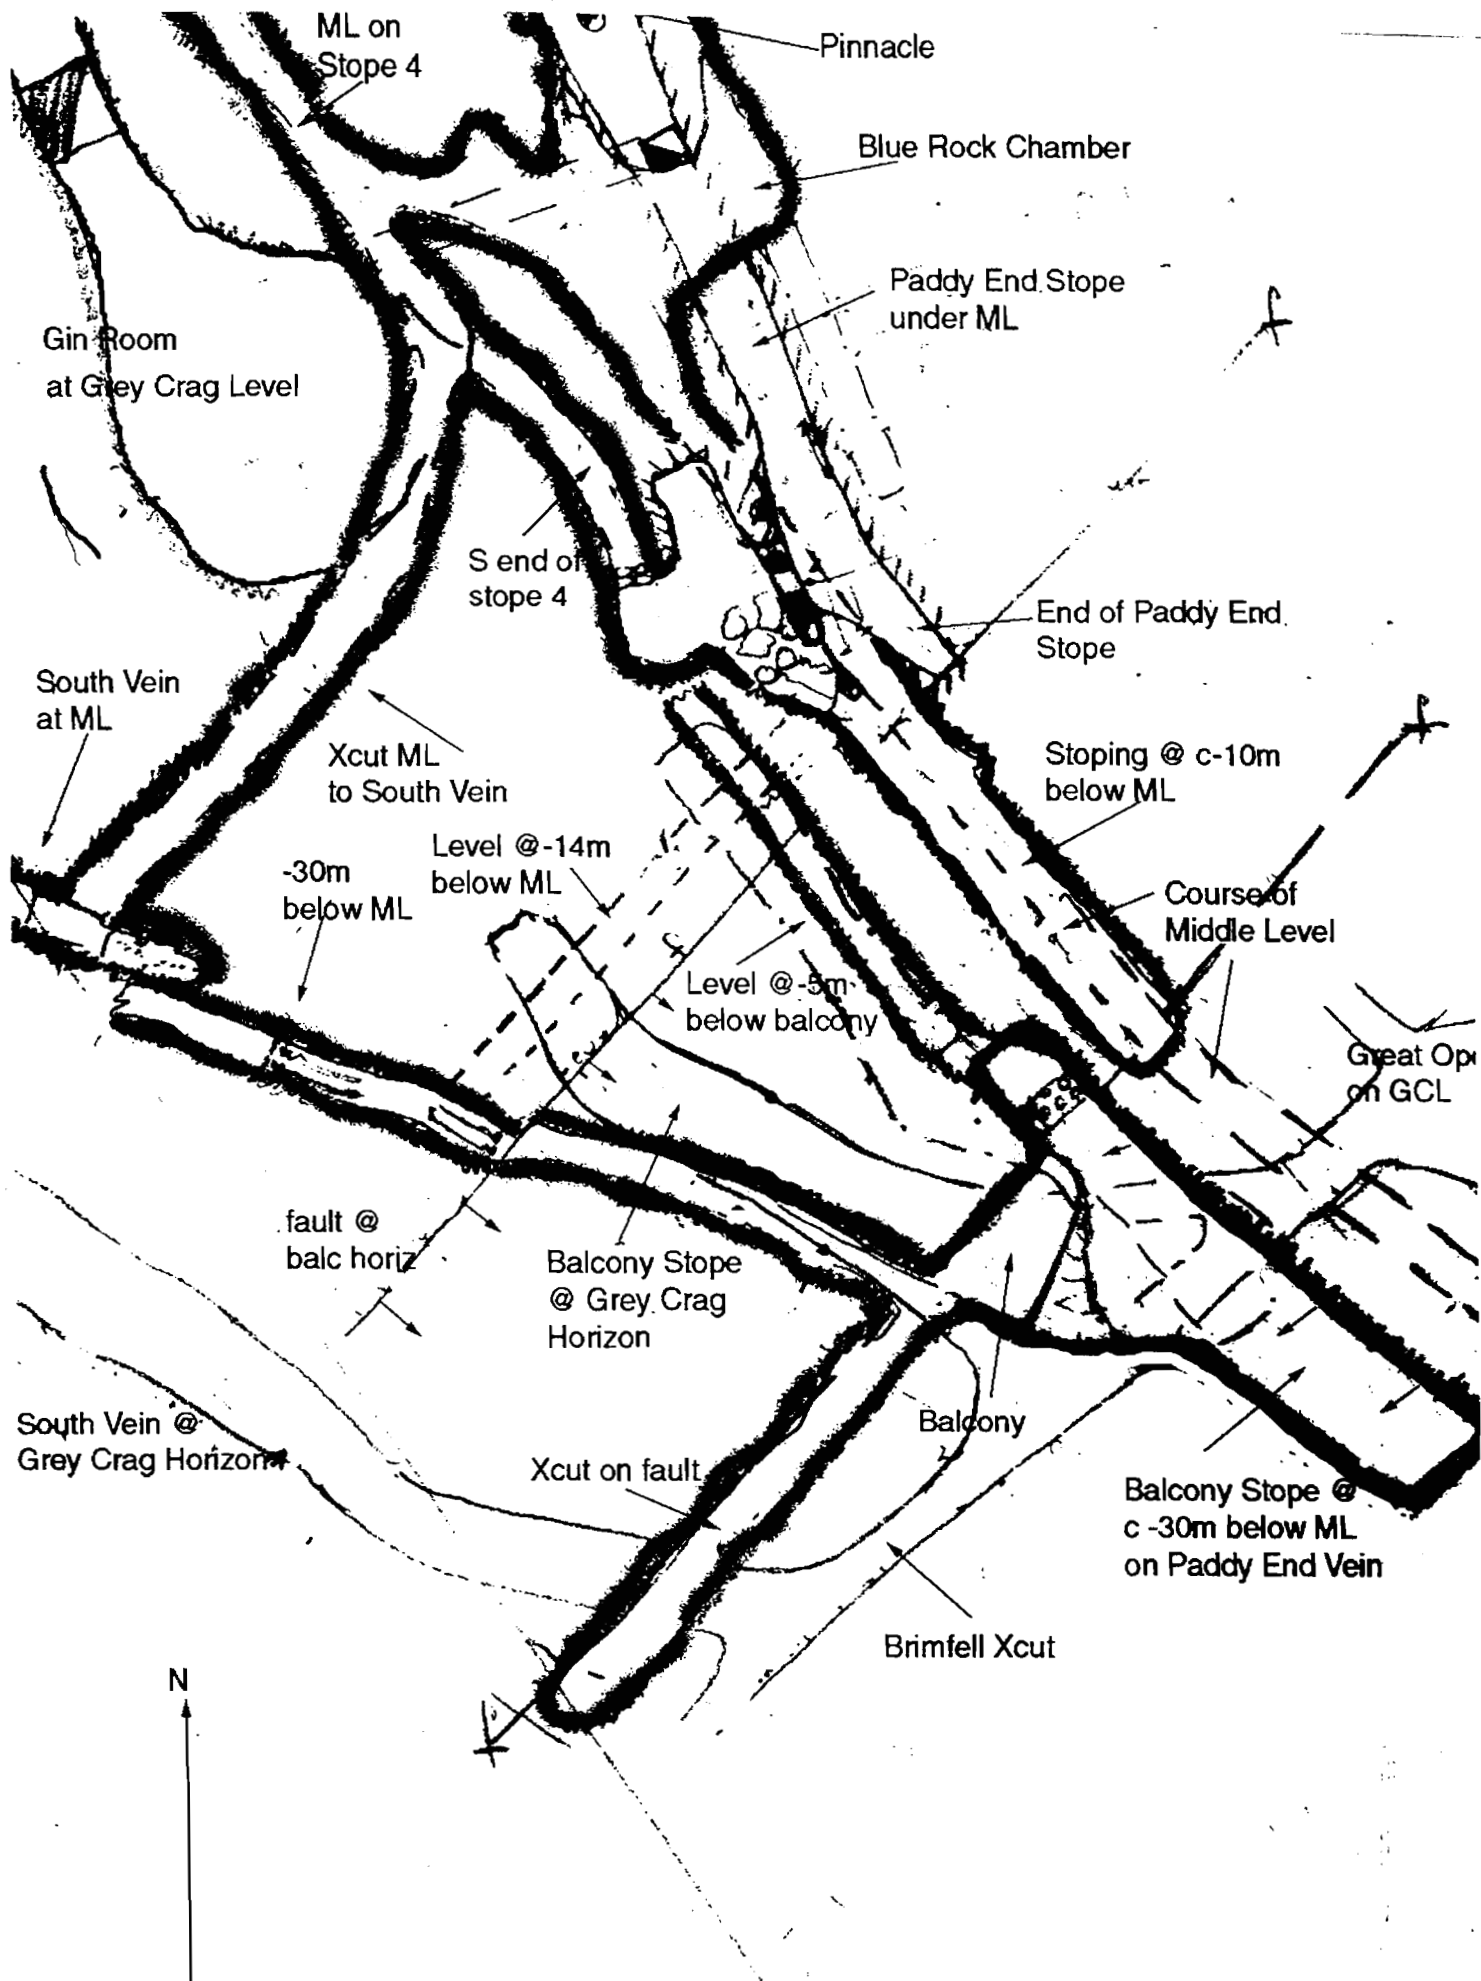 ML on
Stope 4
Pinnacle
Blue Rock Chamber
Paddy End Stope
under ML
Gin Room
at Grey Crag Level
S end of
stope 4
End of Paddy End
Stope
South Vein
at ML
Xcut ML
to South Vein
Stoping @ c-10m
below ML
Level @-14m
below ML
-30m
below ML
Course of
Middle Level
Level @-5m
below balcony
Great Ope
on GCL
fault @
balc horiz
Balcony Stope
@ Grey Crag
Horizon
South Vein @
Grey Crag Horizon
Balcony
Xcut on fault
Balcony Stope @
c -30m below ML
on Paddy End Vein
Brimfell Xcut
N